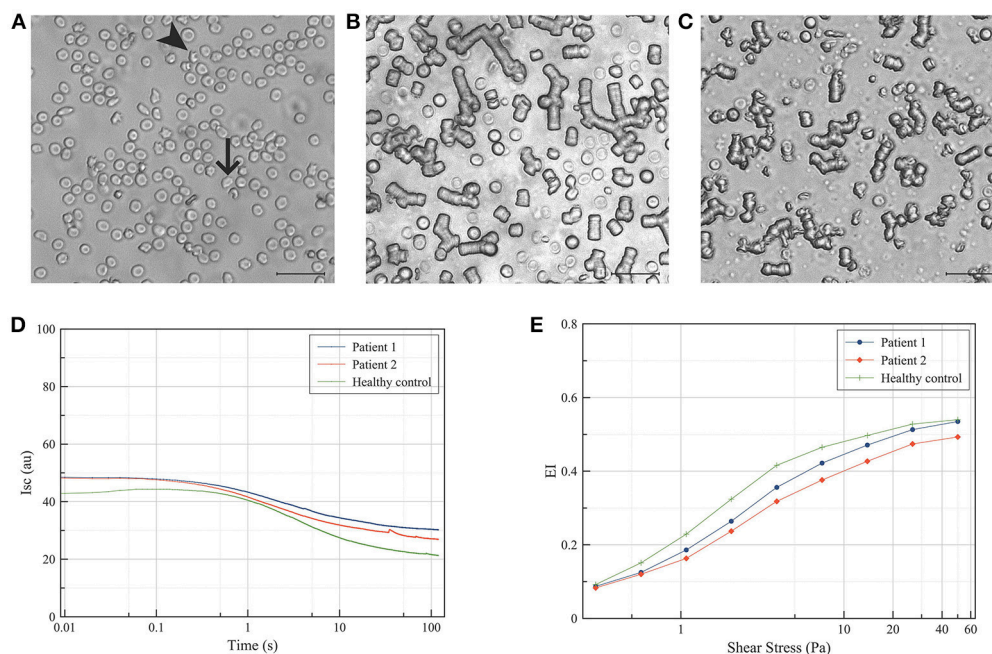 A
B
C
D
100
80
60
40
20
0
Isc (au)
0.01
0.1
1
10
100
Time (s)
Patient 1
Patient 2
Healthy control
E
0.8
0.6
0.4
0.2
0
EI
1
10
20
40
60
Shear Stress (Pa)
Patient 1
Patient 2
Healthy control